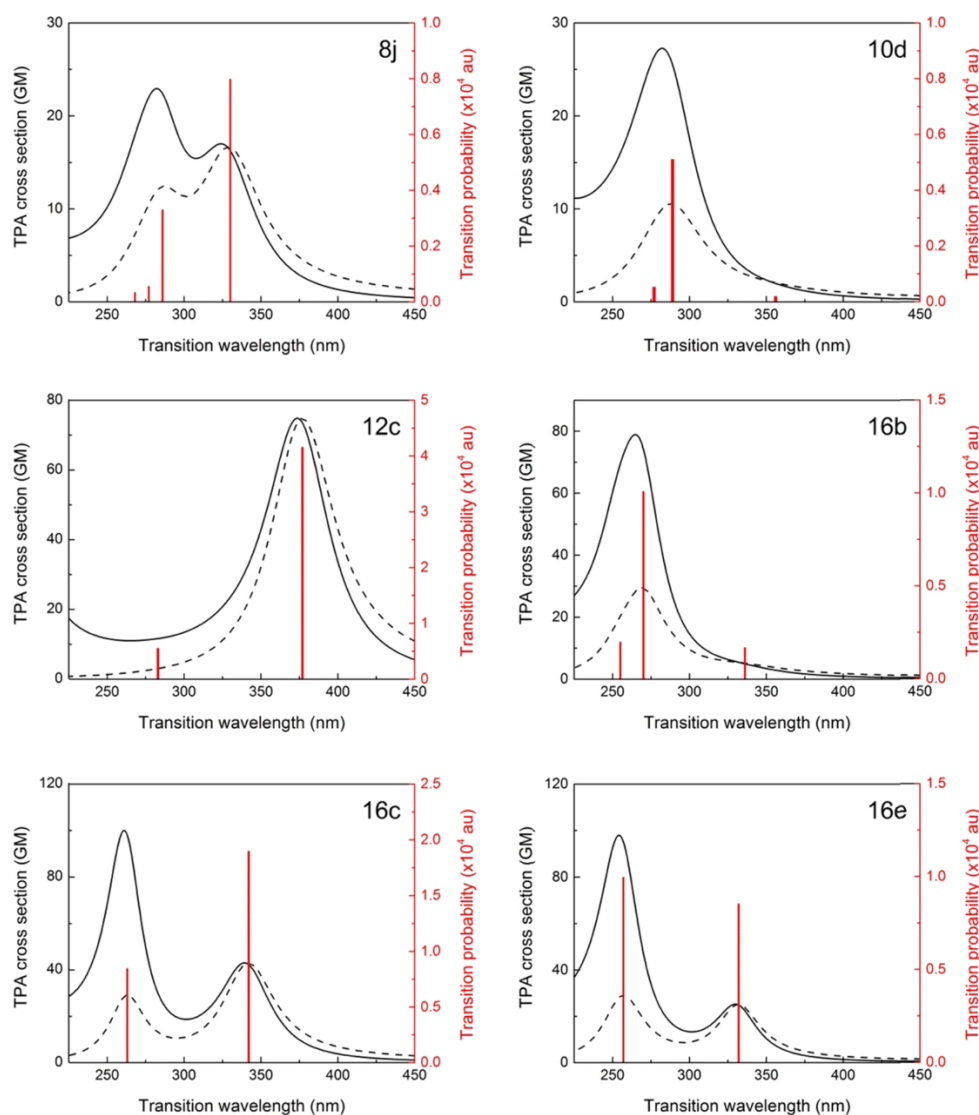 8j
TPA cross section (GM)
30
20
10
0
250 300 350 400 450
Transition wavelength (nm)
1.0
0.8
0.6
0.4
0.2
0.0
Transition probability (x10⁴ au)
10d
TPA cross section (GM)
30
20
10
0
250 300 350 400 450
Transition wavelength (nm)
1.0
0.8
0.6
0.4
0.2
0.0
Transition probability (x10⁴ au)
12c
TPA cross section (GM)
80
60
40
20
0
250 300 350 400 450
Transition wavelength (nm)
5
4
3
2
1
0
Transition probability (x10⁴ au)
16b
TPA cross section (GM)
80
60
40
20
0
250 300 350 400 450
Transition wavelength (nm)
1.5
1.0
0.5
0.0
Transition probability (x10⁴ au)
16c
TPA cross section (GM)
120
80
40
0
250 300 350 400 450
Transition wavelength (nm)
2.5
2.0
1.5
1.0
0.5
0.0
Transition probability (x10⁴ au)
16e
TPA cross section (GM)
120
80
40
0
250 300 350 400 450
Transition wavelength (nm)
1.5
1.0
0.5
0.0
Transition probability (x10⁴ au)